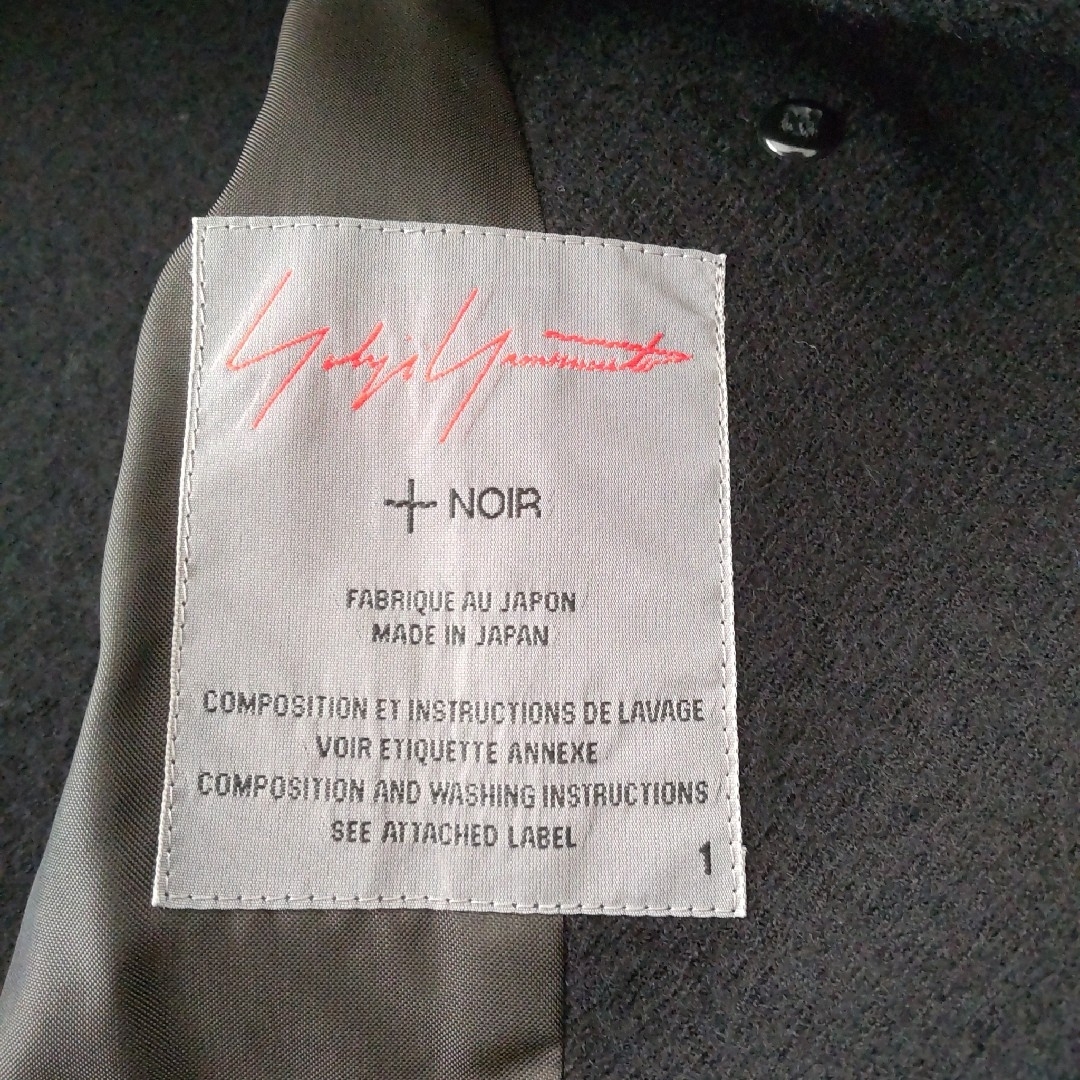 Yohji Yamamoto
+ NOIR
FABRIQUE AU JAPON
MADE IN JAPAN
COMPOSITION ET INSTRUCTIONS DE LAVAGE
VOIR ETIQUETTE ANNEXE
COMPOSITION AND WASHING INSTRUCTIONS
SEE ATTACHED LABEL
1